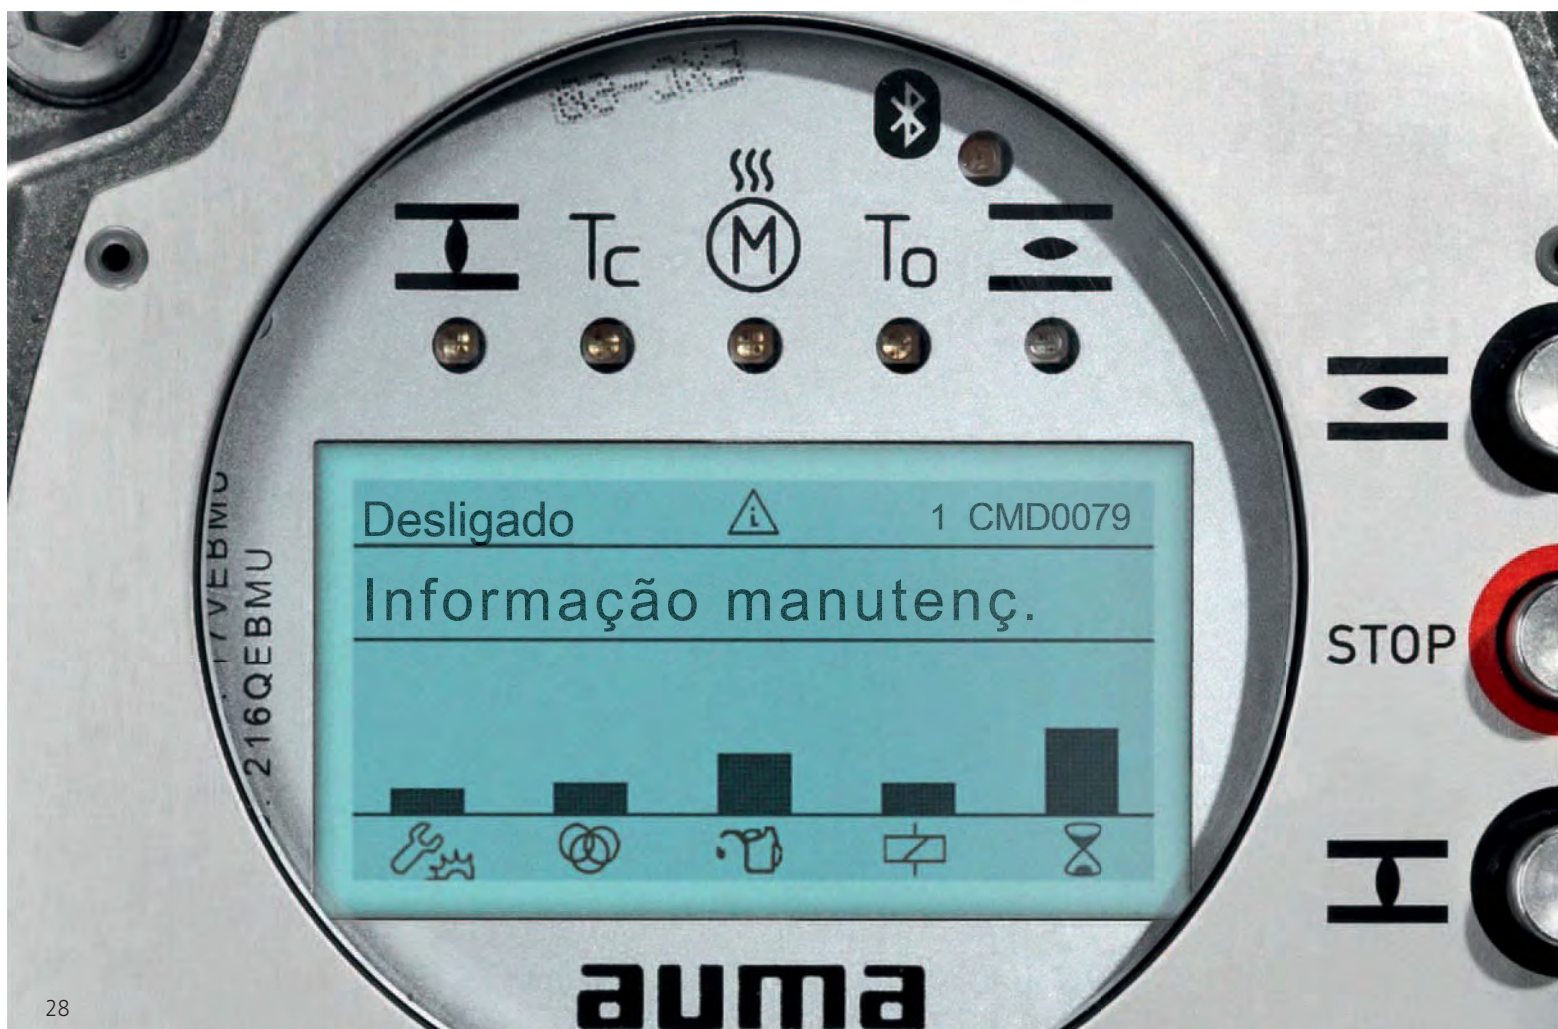 Tc M To
Desligado 1 CMD0079
Informação manutenç.
STOP
216QEBMU
auma
28